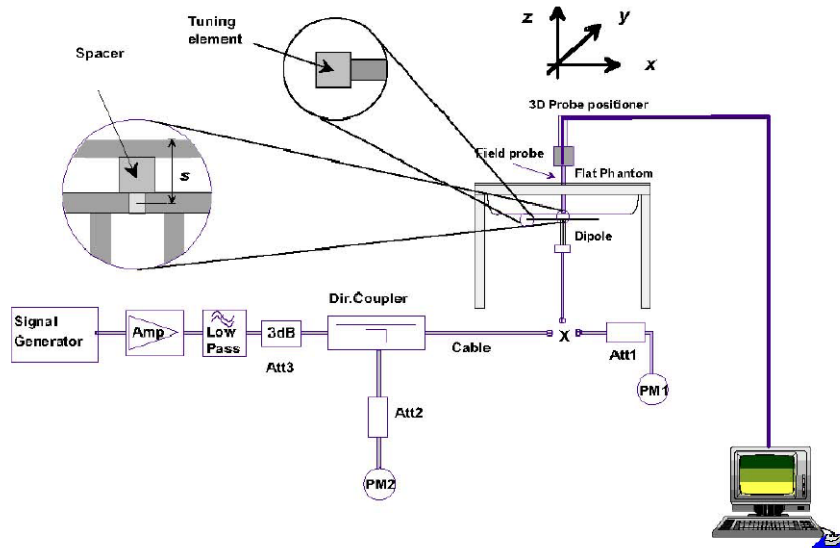 Tuning
element
z
y
x
Spacer
3D Probe positioner
s
Field probe
Flat Phantom
Dipole
Dir.Coupler
Signal
Generator
Amp
Low
Pass
3dB
Att3
Cable
X
Att1
PM1
Att2
PM2